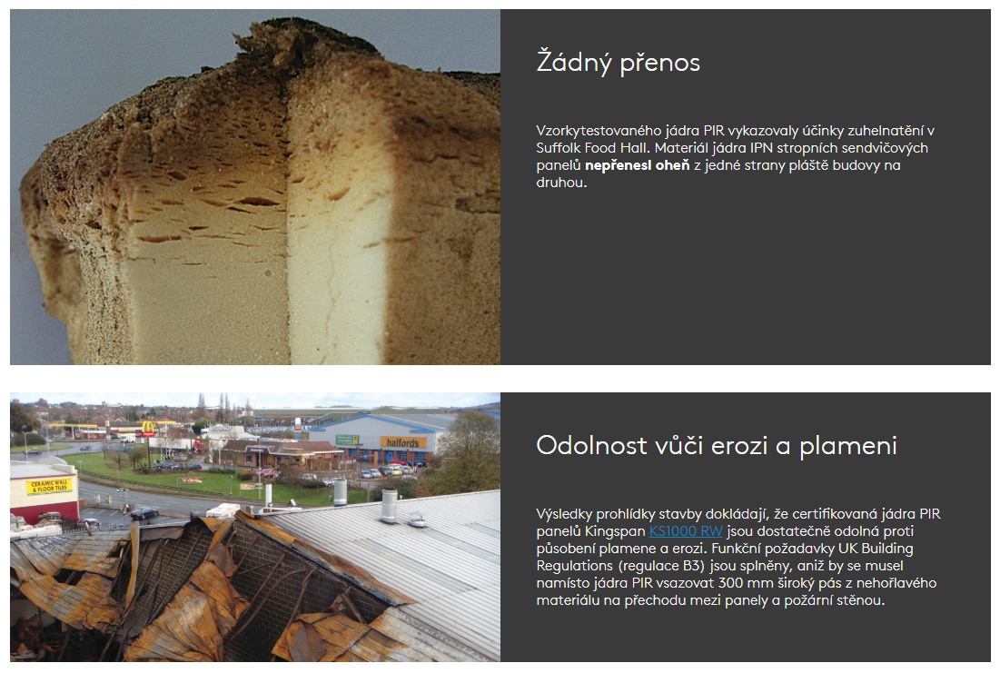 Žádný přenos
Vzorkytestovaného jádra PIR vykazovaly účinky zuhelnatění v
Suffolk Food Hall. Materiál jádra IPN stropních sendvičových
panelů nepřenesl oheň z jedné strany pláště budovy na
druhou.
halfords
CERAMIC WALL
& FLOOR TILES
Odolnost vůči erozi a plameni
Výsledky prohlídky stavby dokládají, že certifikovaná jádra PIR
panelů Kingspan KS1000 RW jsou dostatečně odolná proti
působení plamene a erozi. Funkční požadavky UK Building
Regulations (regulace B3) jsou splněny, aniž by se musel
namísto jádra PIR vsazovat 300 mm široký pás z nehořlavého
materiálu na přechodu mezi panely a požární stěnou.